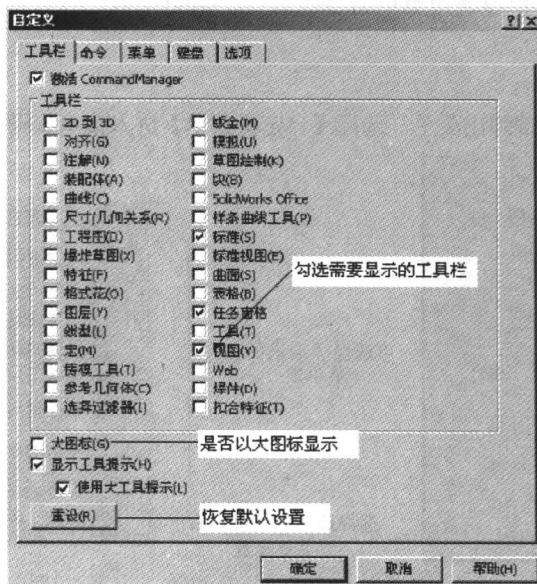 自定义
工具栏 命令 菜单 键盘 选项
激活 CommandManager
工具栏
2D 到 3D
对齐(G)
注解(N)
装配体(A)
曲线(C)
尺寸/几何关系(R)
工程图(D)
爆炸草图(X)
特征(F)
格式化(O)
图层(Y)
线型(L)
宏(M)
铸模工具(T)
参考几何体(C)
选择过滤器(I)
钣金(M)
模拟(U)
草图绘制(K)
块(B)
SolidWorks Office
样条曲线工具(P)
标准(S)
标准视图(E)
曲面(S)
表格(B)
任务窗格
工具(T)
视图(V)
Web
焊件(D)
扣合特征(T)
勾选需要显示的工具栏
大图标(G)
是否以大图标显示
显示工具提示(H)
使用大工具提示(L)
重设(R)
恢复默认设置
确定 取消 帮助(H)